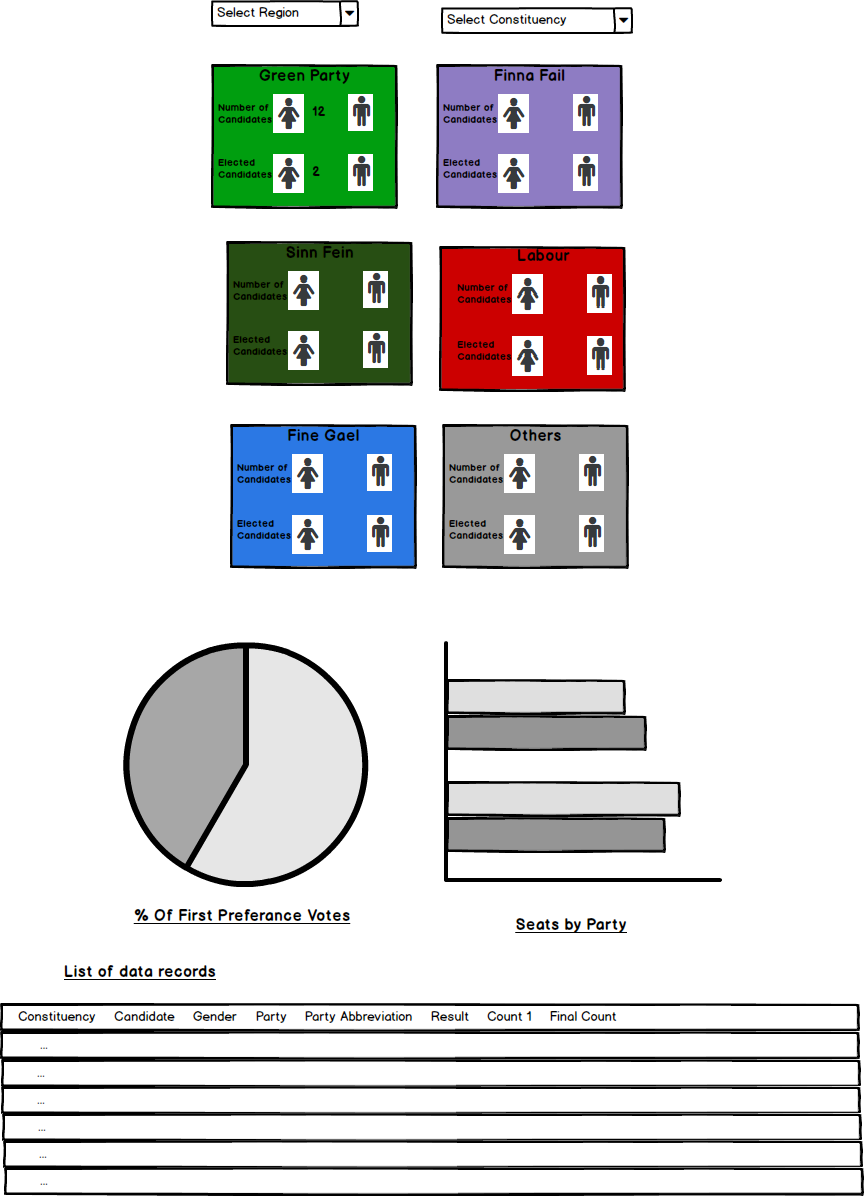 Select Region
Select Constituency
Green Party
Number of
Candidates
12
Elected
Candidates
2
Finna Fail
Number of
Candidates
Elected
Candidates
Sinn Fein
Number of
Candidates
Elected
Candidates
Labour
Number of
Candidates
Elected
Candidates
Fine Gael
Number of
Candidates
Elected
Candidates
Others
Number of
Candidates
Elected
Candidates
% Of First Preferance Votes
Seats by Party
List of data records
Constituency Candidate Gender Party Party Abbreviation Result Count 1 Final Count
...
...
...
...
...
...